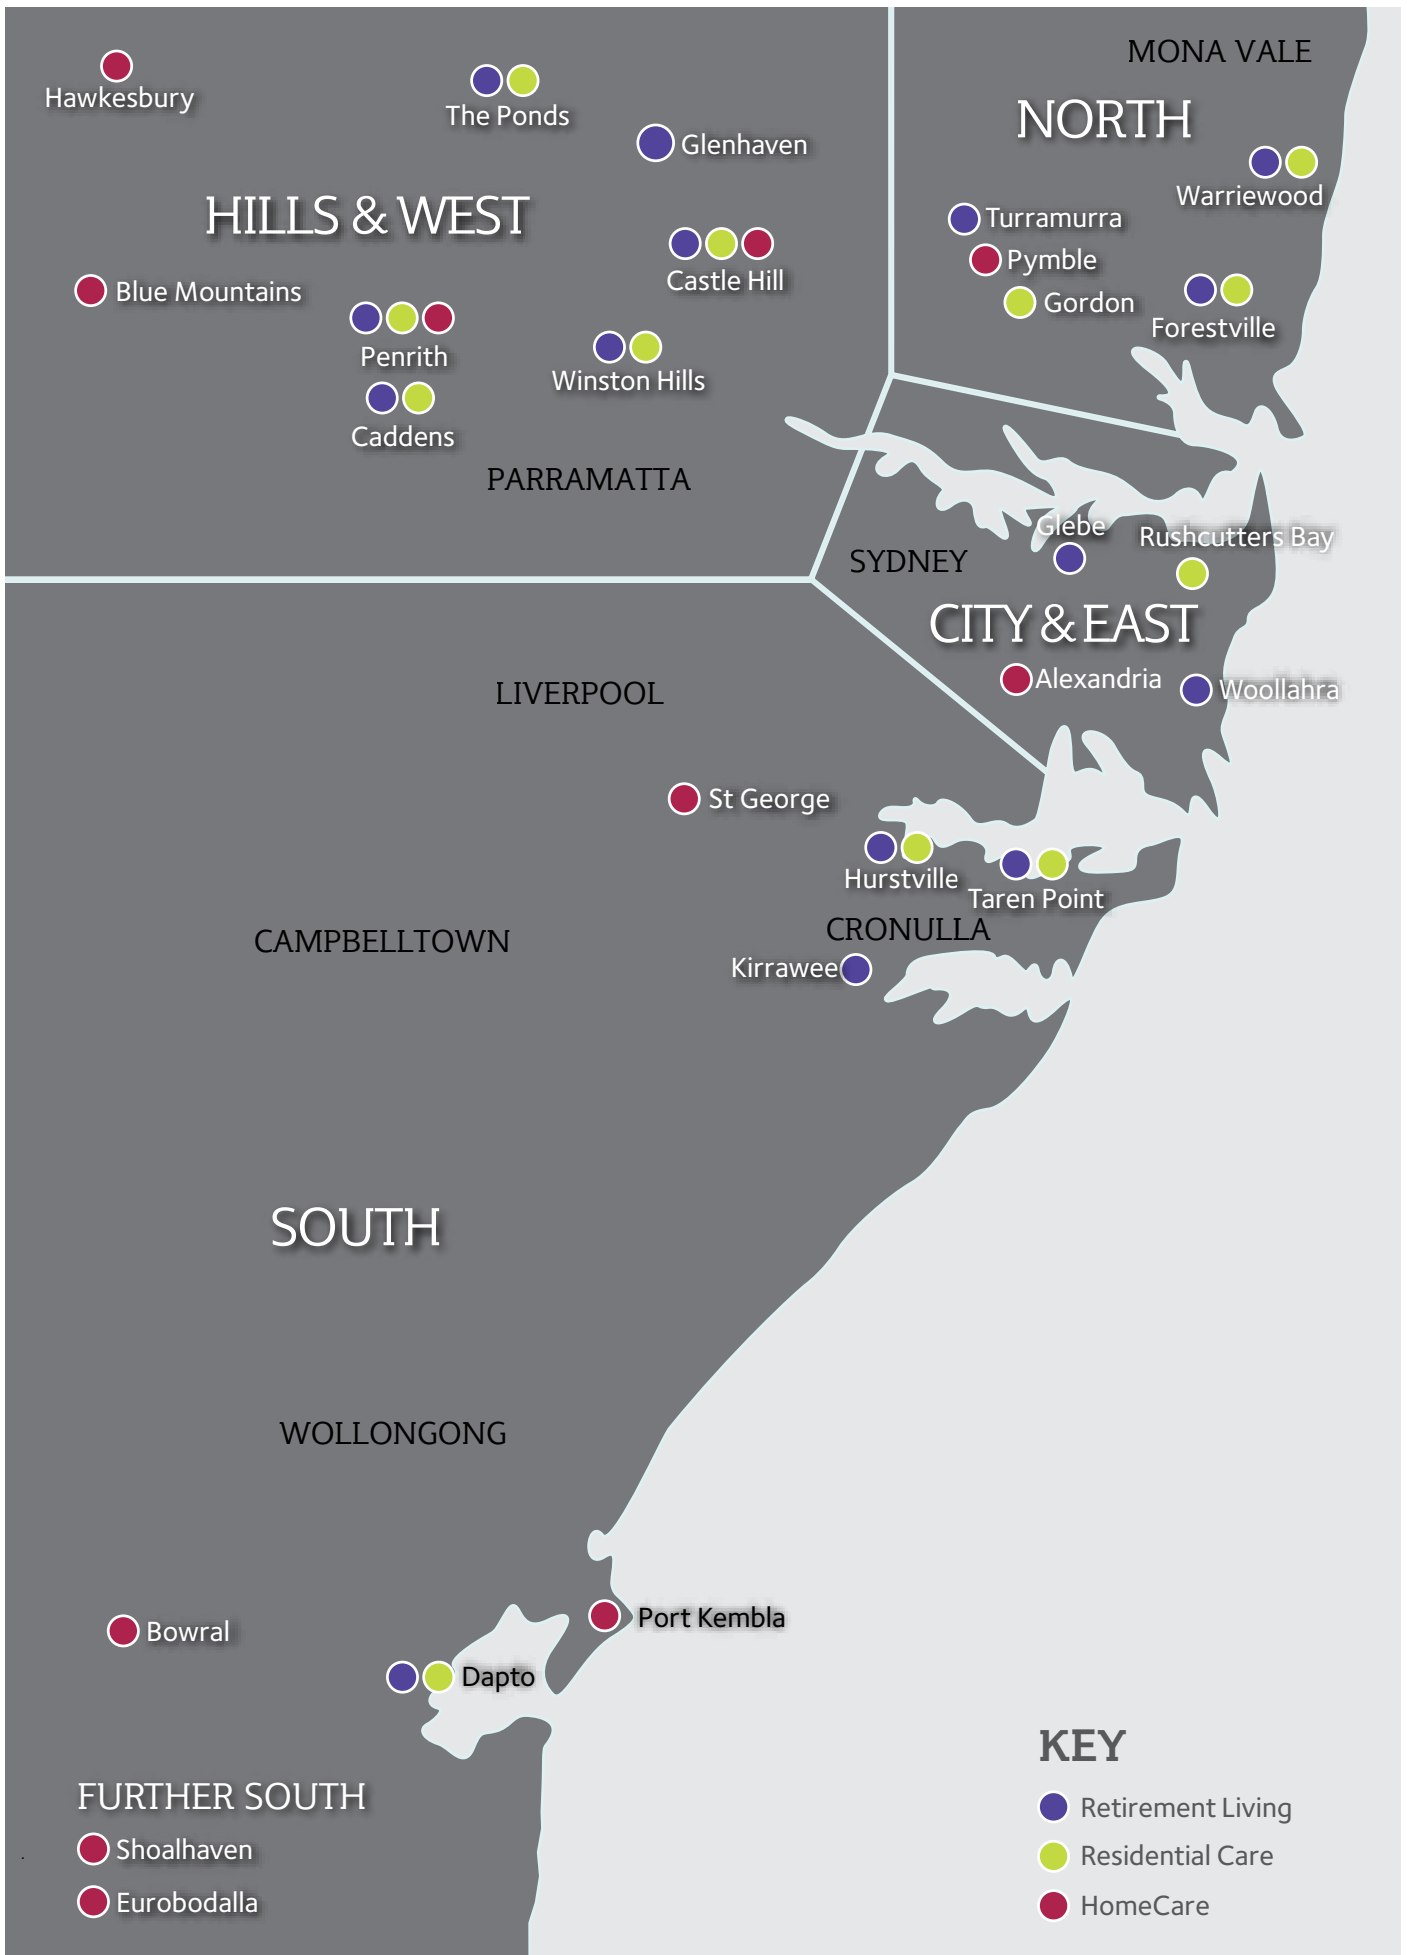 MONA VALE
Hawkesbury
The Ponds
NORTH
Glenhaven
Warriewood
HILLS & WEST
Turramurra
Pymble
Castle Hill
Blue Mountains
Gordon
Forestville
Penrith
Winston Hills
Caddens
PARRAMATTA
Glebe
Rushcutters Bay
SYDNEY
CITY & EAST
Alexandria
Woollahra
LIVERPOOL
St George
Hurstville
Taren Point
CRONULLA
CAMPBELLTOWN
Kirrawee
SOUTH
WOLLONGONG
Port Kembla
Bowral
Dapto
FURTHER SOUTH
Shoalhaven
Eurobodalla
KEY
Retirement Living
Residential Care
HomeCare